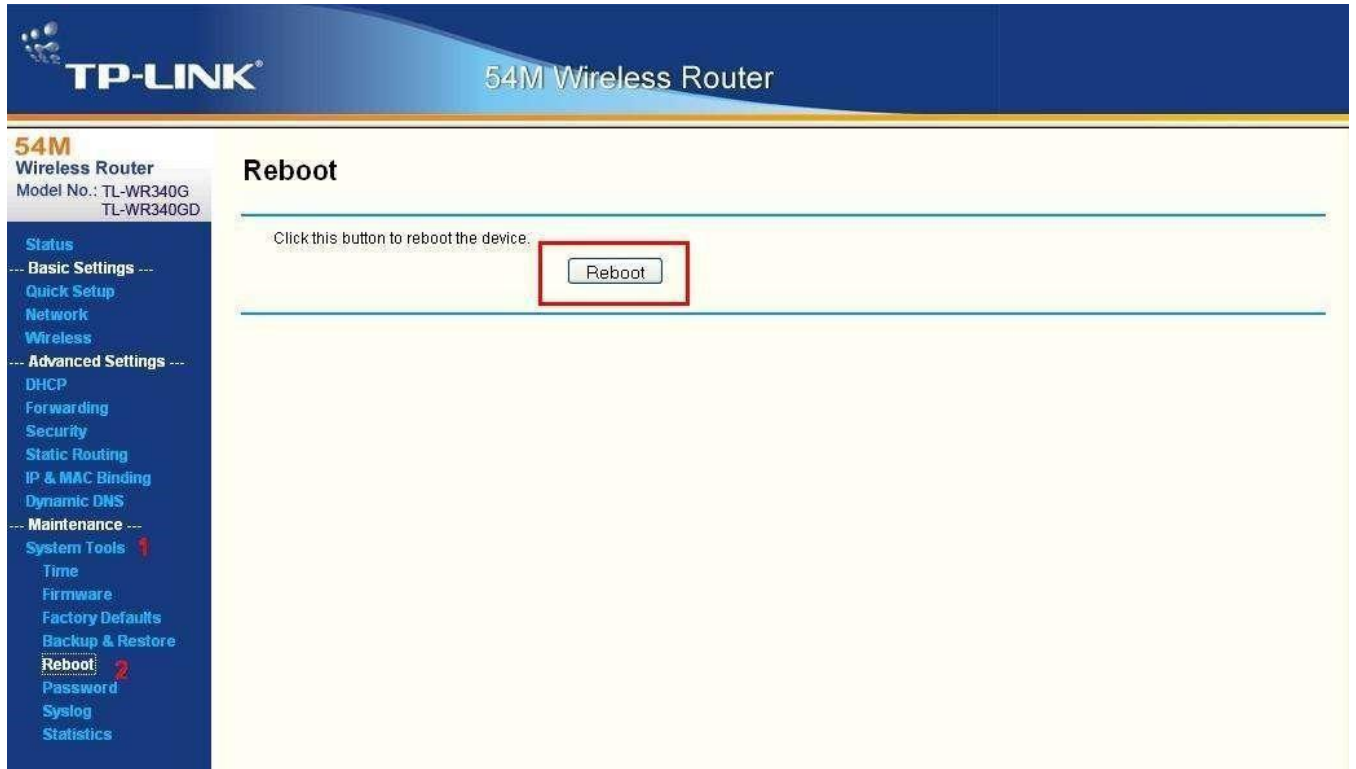 TP-LINK®
54M Wireless Router
54M
Wireless Router
Model No.: TL-WR340G
TL-WR340GD
Status
--- Basic Settings ---
Quick Setup
Network
Wireless
--- Advanced Settings ---
DHCP
Forwarding
Security
Static Routing
IP & MAC Binding
Dynamic DNS
--- Maintenance ---
System Tools 1
Time
Firmware
Factory Defaults
Backup & Restore
Reboot 2
Password
Syslog
Statistics
Reboot
Click this button to reboot the device.
Reboot